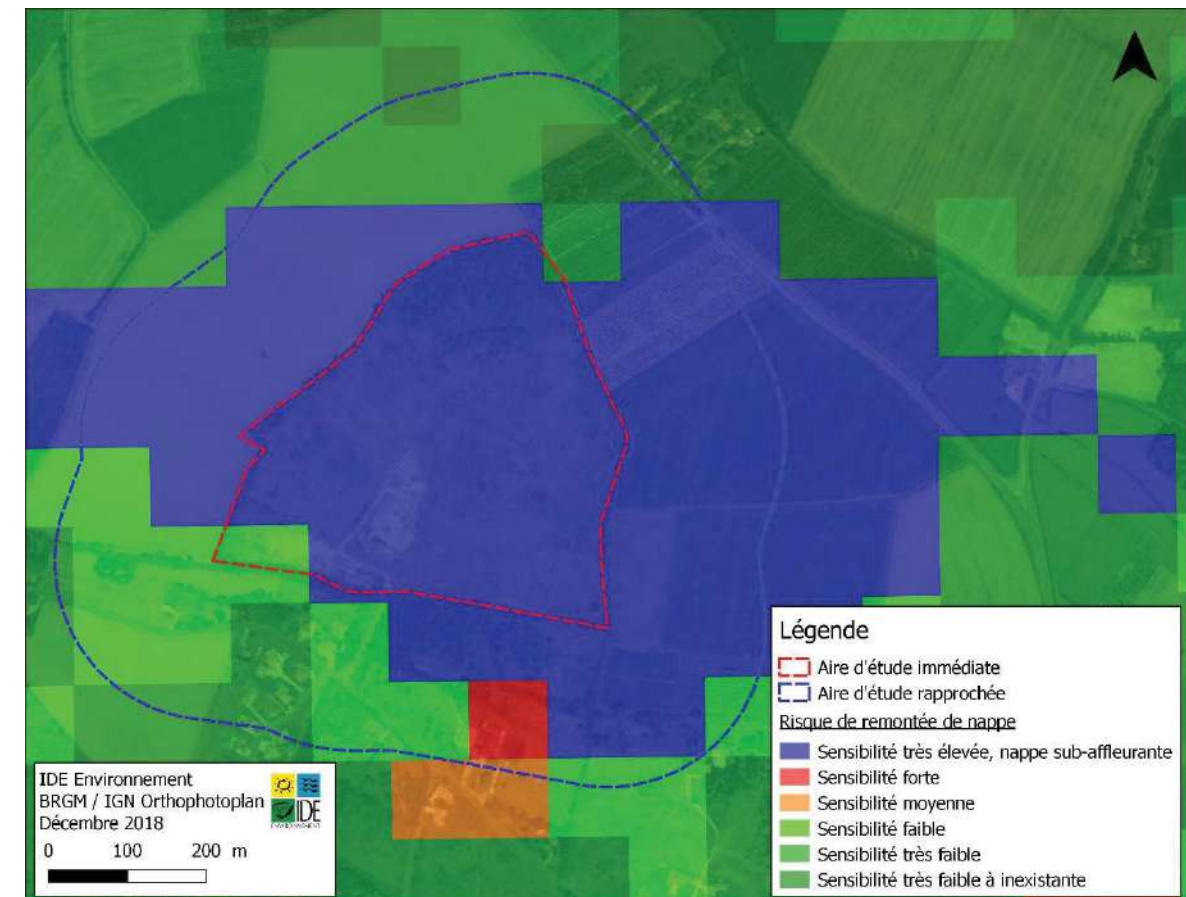 Légende
Aire d'étude immédiate
Aire d'étude rapprochée
Risque de remontée de nappe
Sensibilité très élevée, nappe sub-affleurante
Sensibilité forte
Sensibilité moyenne
Sensibilité faible
Sensibilité très faible
Sensibilité très faible à inexistante
IDE Environnement
BRGM / IGN Orthophotoplan
Décembre 2018
IDE
ENVIRONNEMENT
0 100 200 m